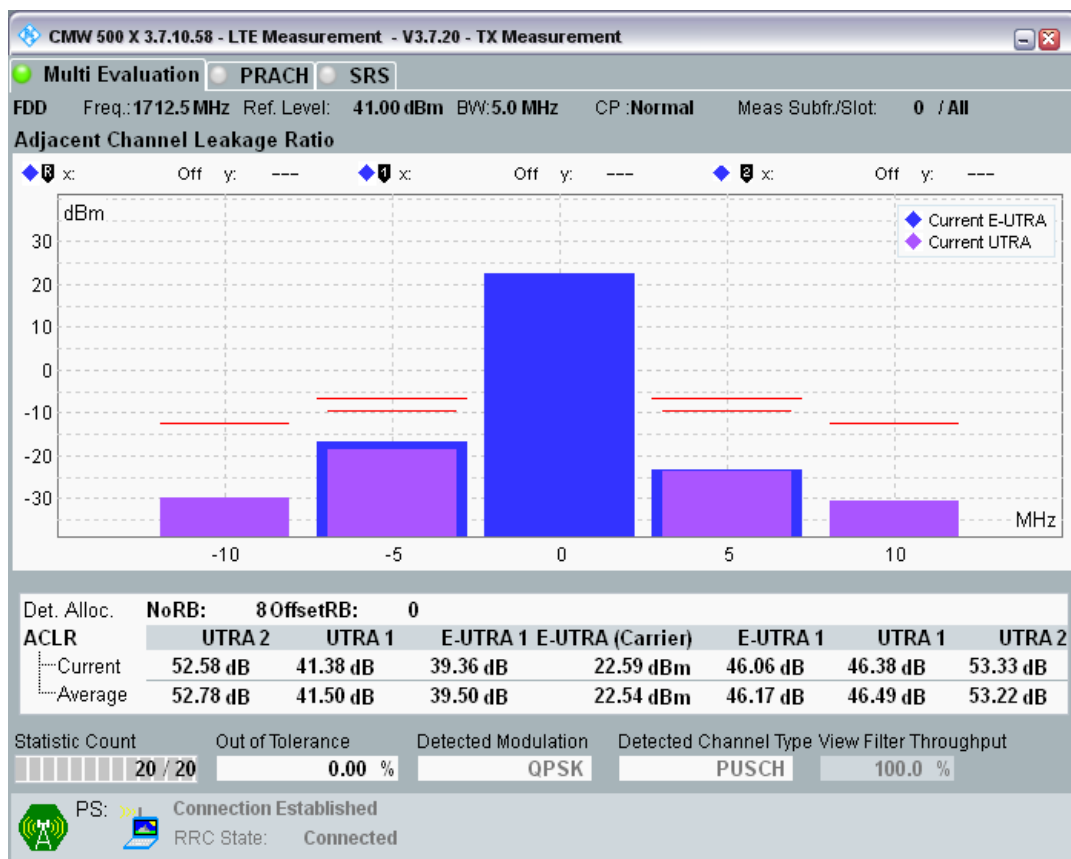 CMW 500 X 3.7.10.58 - LTE Measurement - V3.7.20 - TX Measurement
Multi Evaluation PRACH SRS
FDD Freq.: 1712.5 MHz Ref. Level: 41.00 dBm BW: 5.0 MHz CP : Normal Meas Subfr./Slot: 0 / All
Adjacent Channel Leakage Ratio
R x: Off y: --- 1 x: Off y: --- 2 x: Off y: ---
dBm
Current E-UTRA
Current UTRA
30
20
10
0
-10
-20
-30
MHz
-10 -5 0 5 10
Det. Alloc. NoRB: 8 OffsetRB: 0
ACLR UTRA 2 UTRA 1 E-UTRA 1 E-UTRA (Carrier) E-UTRA 1 UTRA 1 UTRA 2
Current 52.58 dB 41.38 dB 39.36 dB 22.59 dBm 46.06 dB 46.38 dB 53.33 dB
Average 52.78 dB 41.50 dB 39.50 dB 22.54 dBm 46.17 dB 46.49 dB 53.22 dB
Statistic Count Out of Tolerance Detected Modulation Detected Channel Type View Filter Throughput
20 / 20 0.00 % QPSK PUSCH 100.0 %
PS: Connection Established
RRC State: Connected